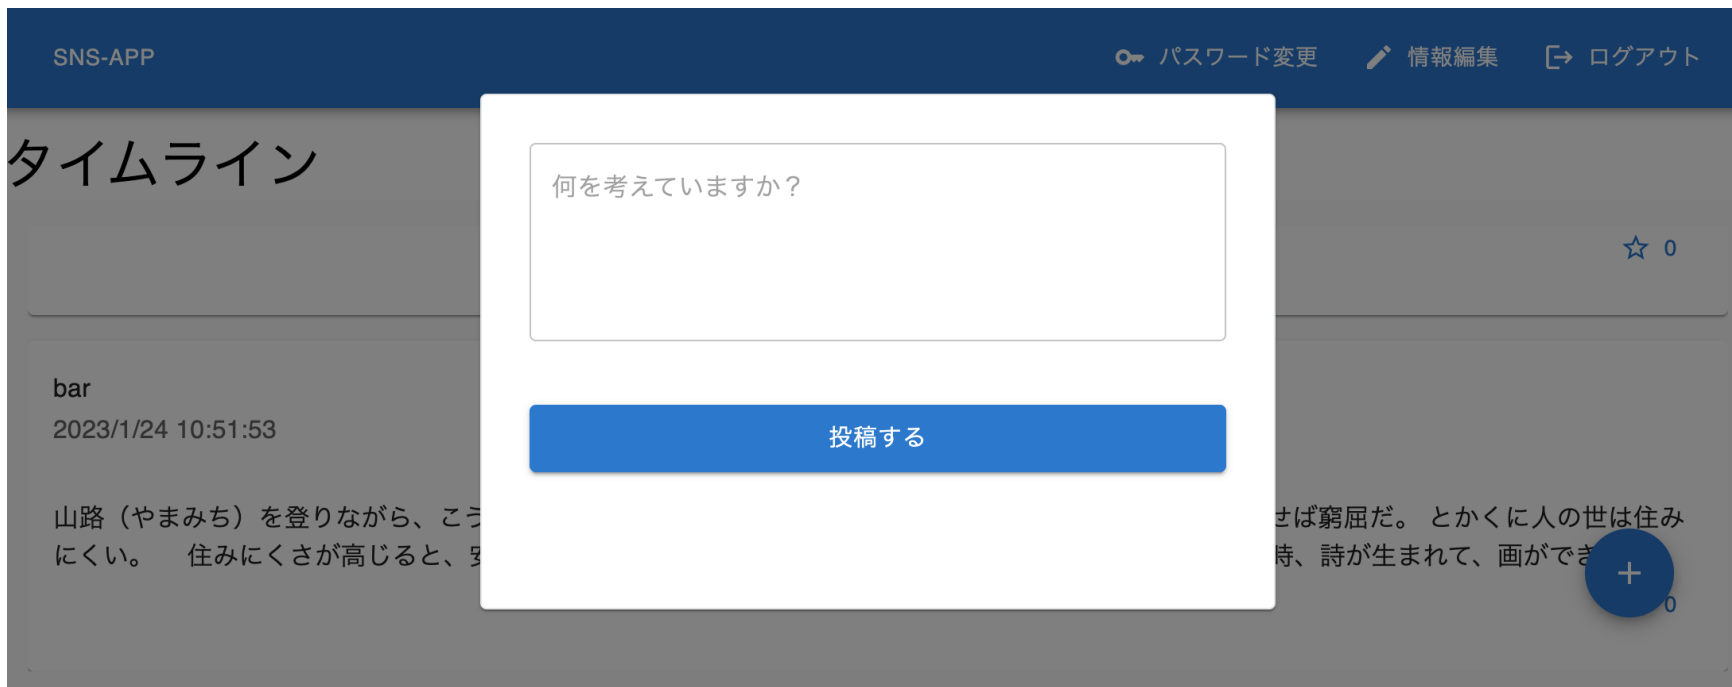 SNS-APP
パスワード変更
情報編集
ログアウト
タイムライン
何を考えていますか？
0
bar
2023/1/24 10:51:53
投稿する
山路（やまみち）を登りながら、こう
せば窮屈だ。 とかくに人の世は住み
にくい。　住みにくさが高じると、
時、詩が生まれて、画ができ
+
0